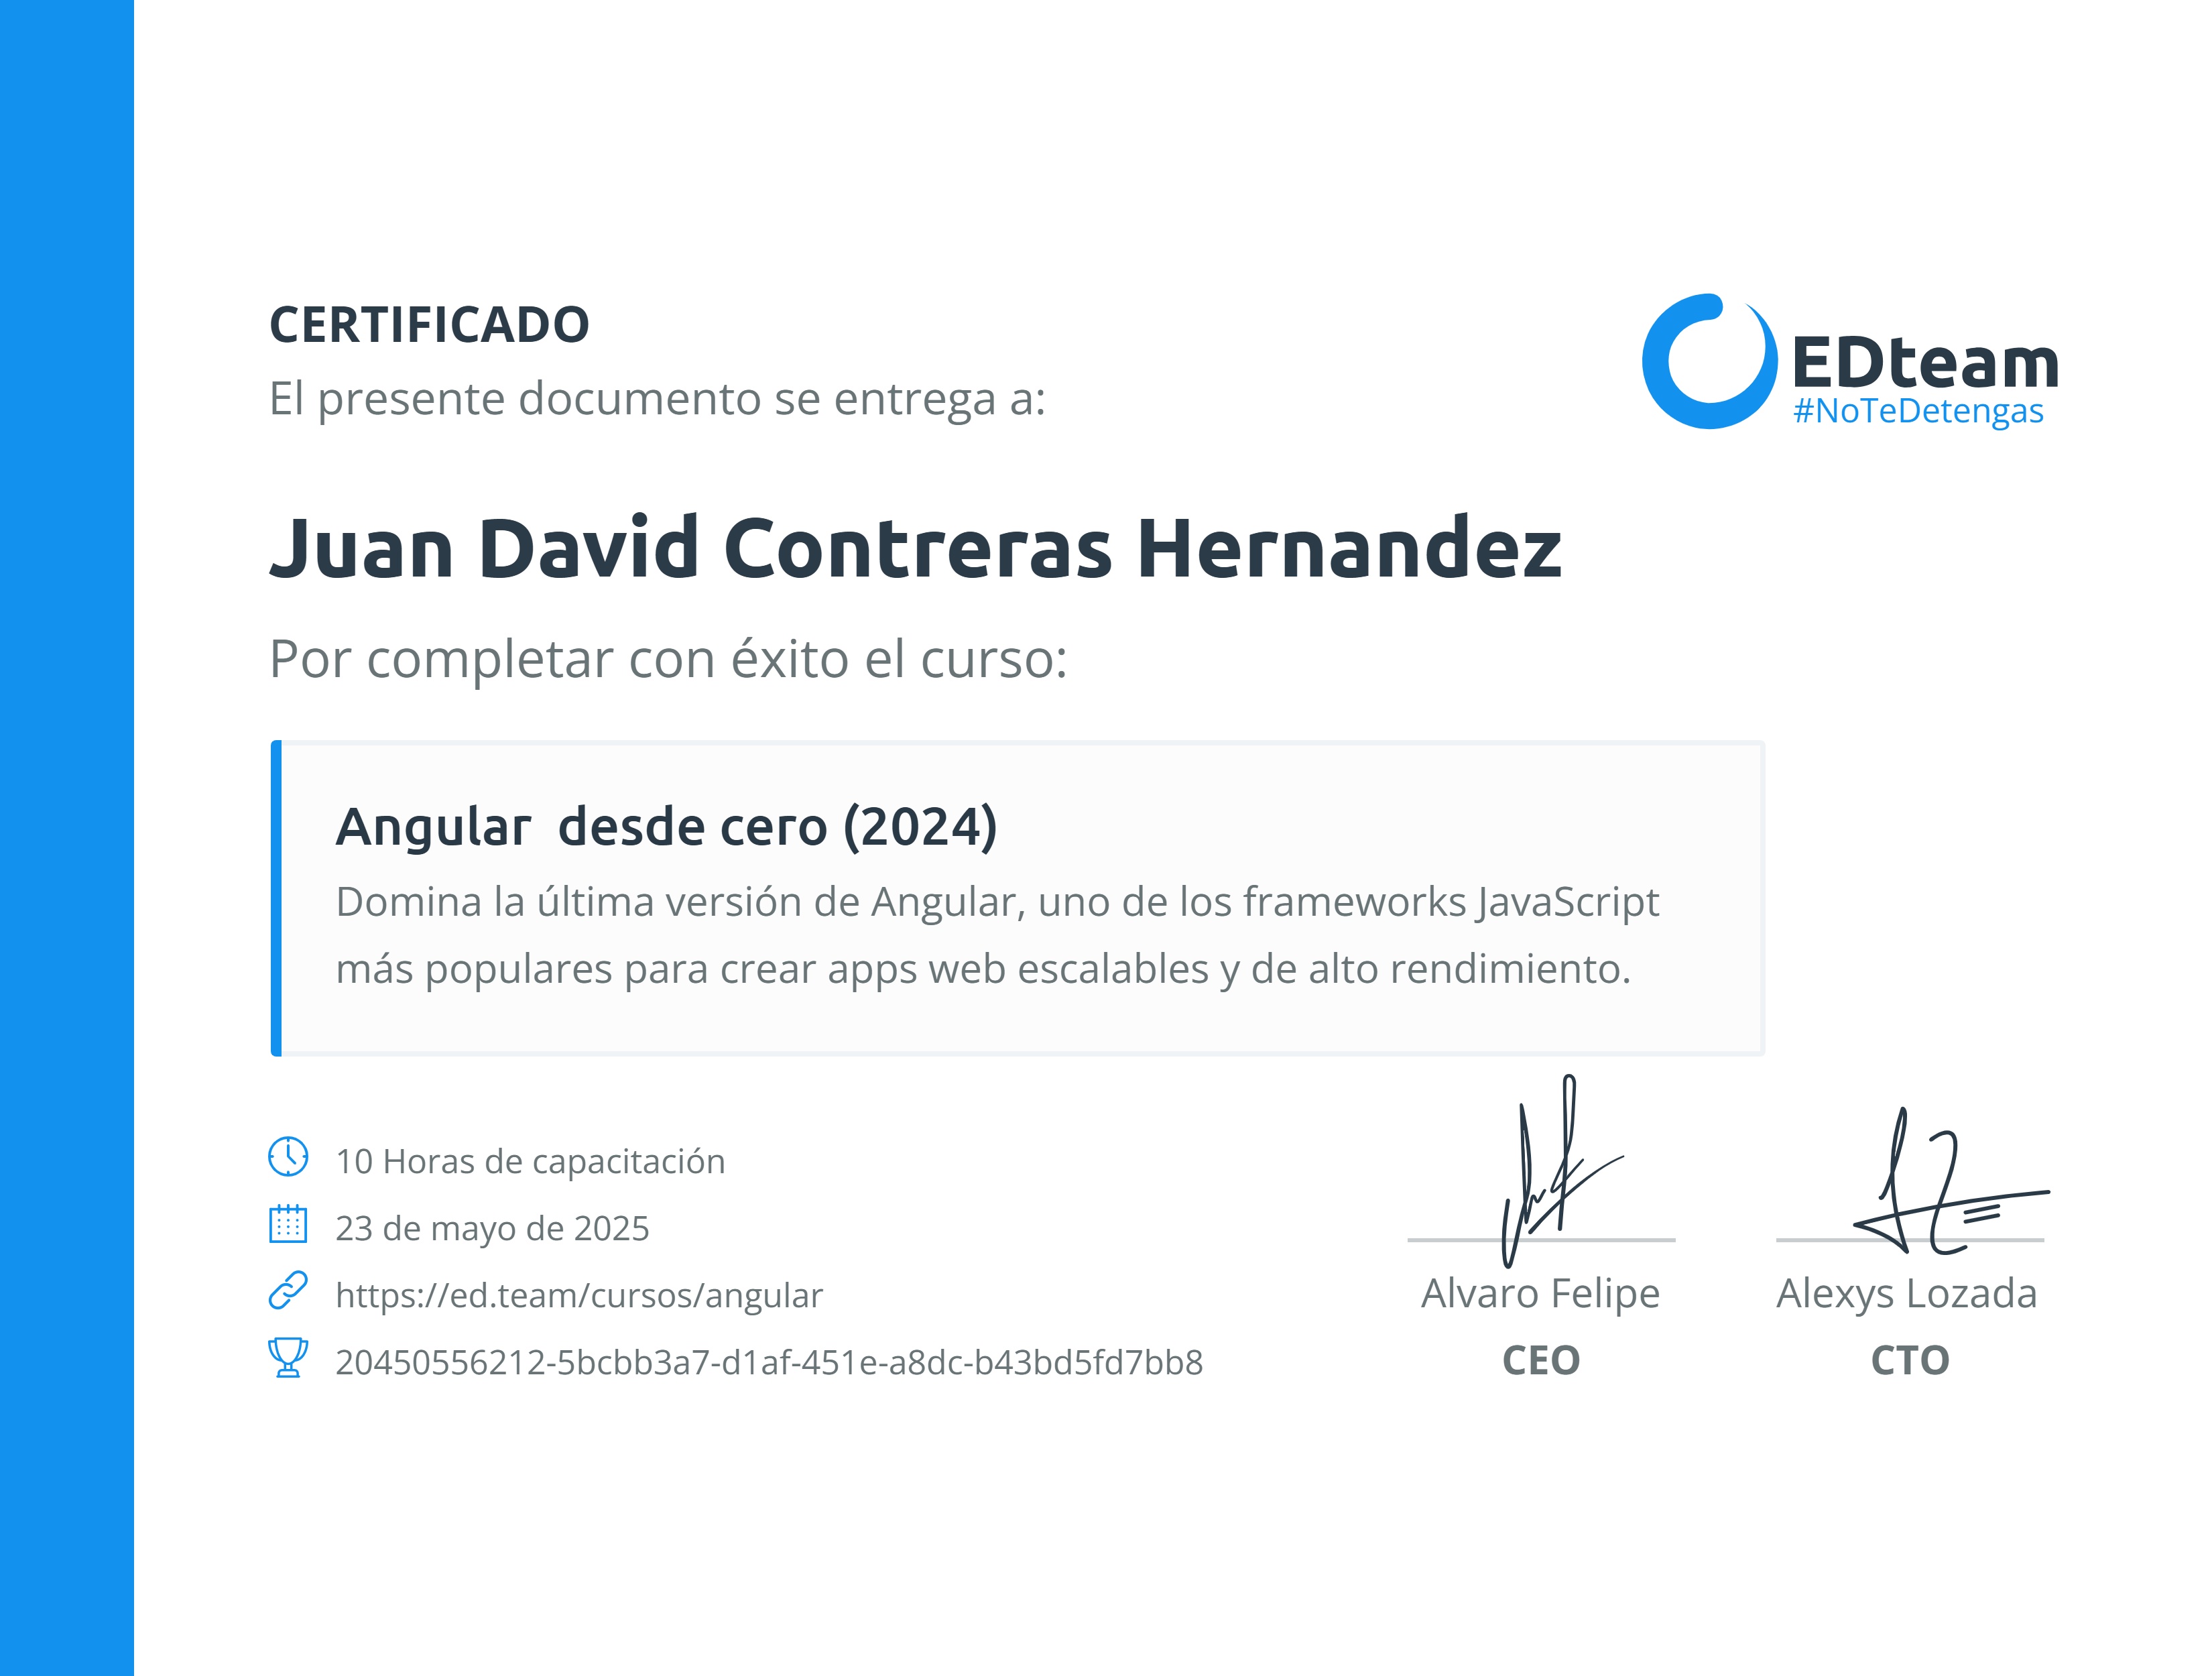 CERTIFICADO
El presente documento se entrega a:
EDteam
#NoTeDetengas
Juan David Contreras Hernandez
Por completar con éxito el curso:
Angular  desde cero (2024)
Domina la última versión de Angular, uno de los frameworks JavaScript
más populares para crear apps web escalables y de alto rendimiento.
10 Horas de capacitación
23 de mayo de 2025
https://ed.team/cursos/angular
20450556212-5bcbb3a7-d1af-451e-a8dc-b43bd5fd7bb8
Alvaro Felipe
CEO
Alexys Lozada
CTO